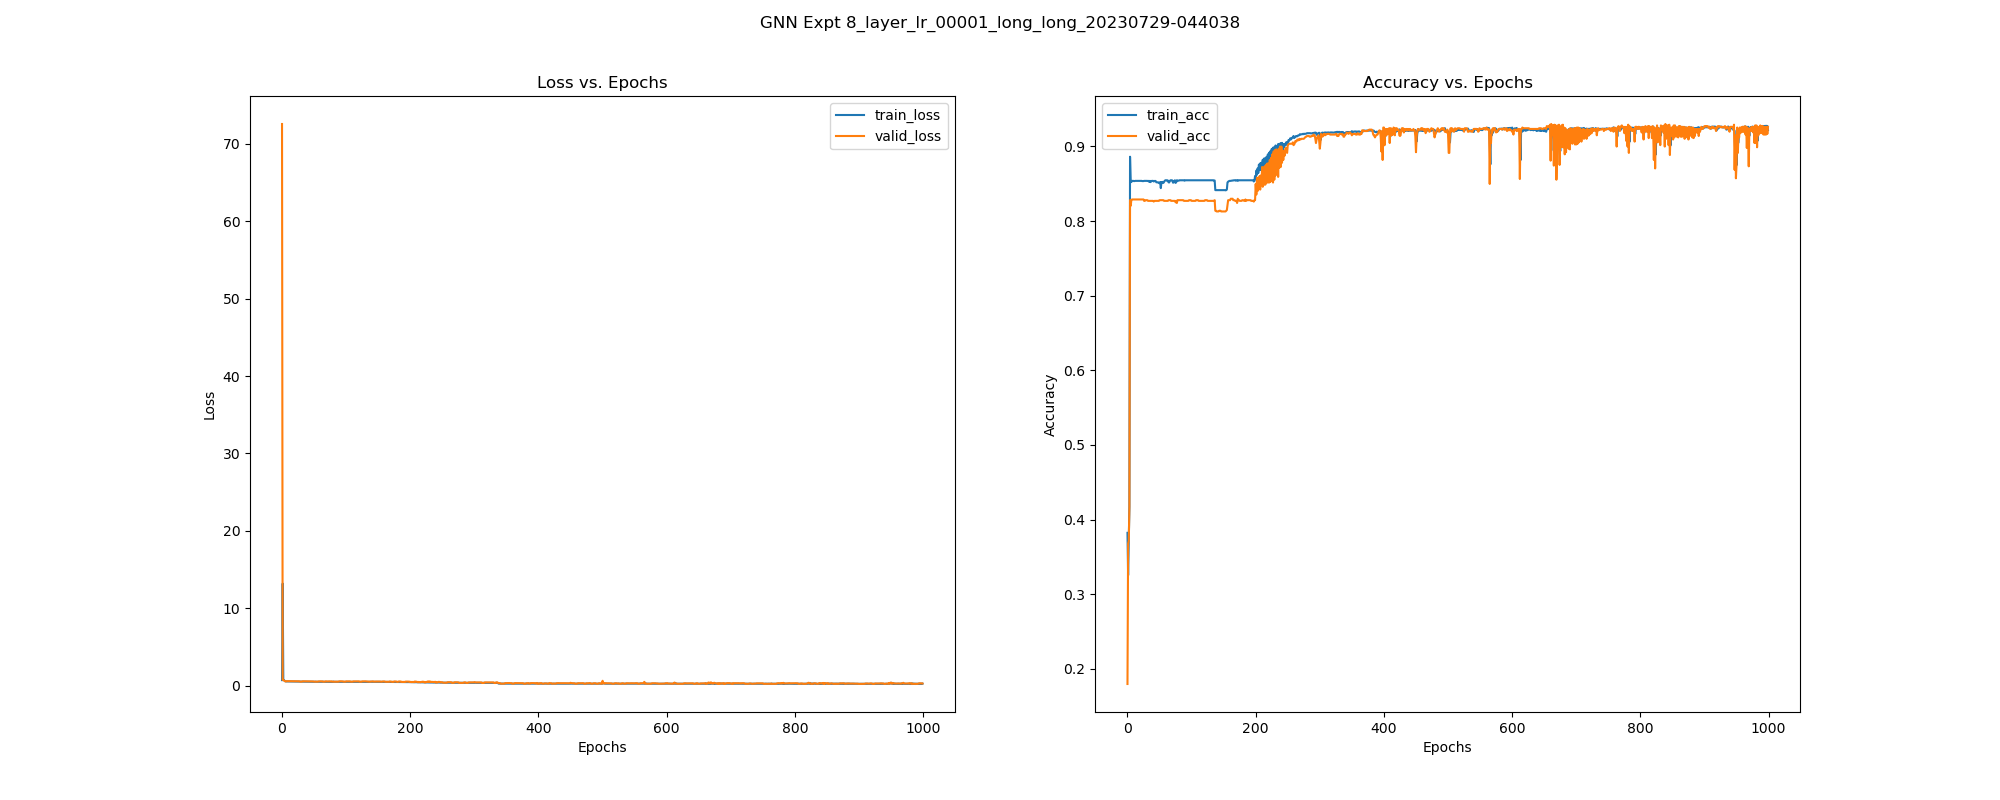 GNN Expt 8_layer_lr_00001_long_long_20230729-044038
Loss vs. Epochs
train_loss
valid_loss
70
60
50
40
30
20
10
0
Loss
0 200 400 600 800 1000
Epochs
Accuracy vs. Epochs
train_acc
valid_acc
0.9
0.8
0.7
0.6
0.5
0.4
0.3
0.2
Accuracy
0 200 400 600 800 1000
Epochs